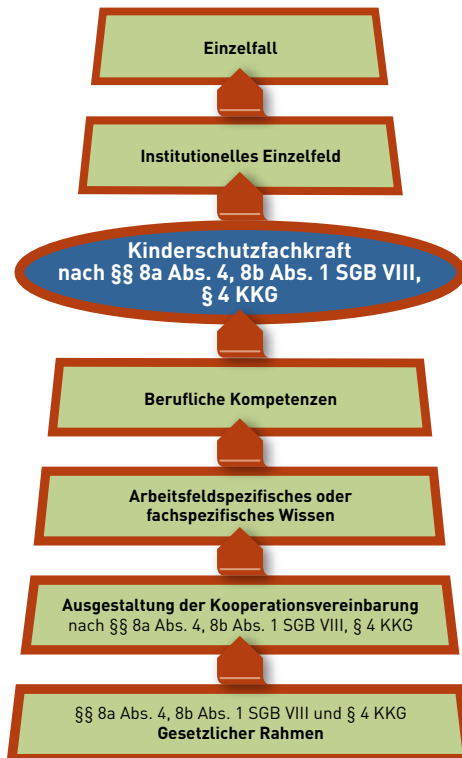 Einzelfall
Institutionelles Einzelfeld
Kinderschutzfachkraft
nach §§ 8a Abs. 4, 8b Abs. 1 SGB VIII,
§ 4 KKG
Berufliche Kompetenzen
Arbeitsfeldspezifisches oder
fachspezifisches Wissen
Ausgestaltung der Kooperationsvereinbarung
nach §§ 8a Abs. 4, 8b Abs. 1 SGB VIII, § 4 KKG
§§ 8a Abs. 4, 8b Abs. 1 SGB VIII und § 4 KKG
Gesetzlicher Rahmen